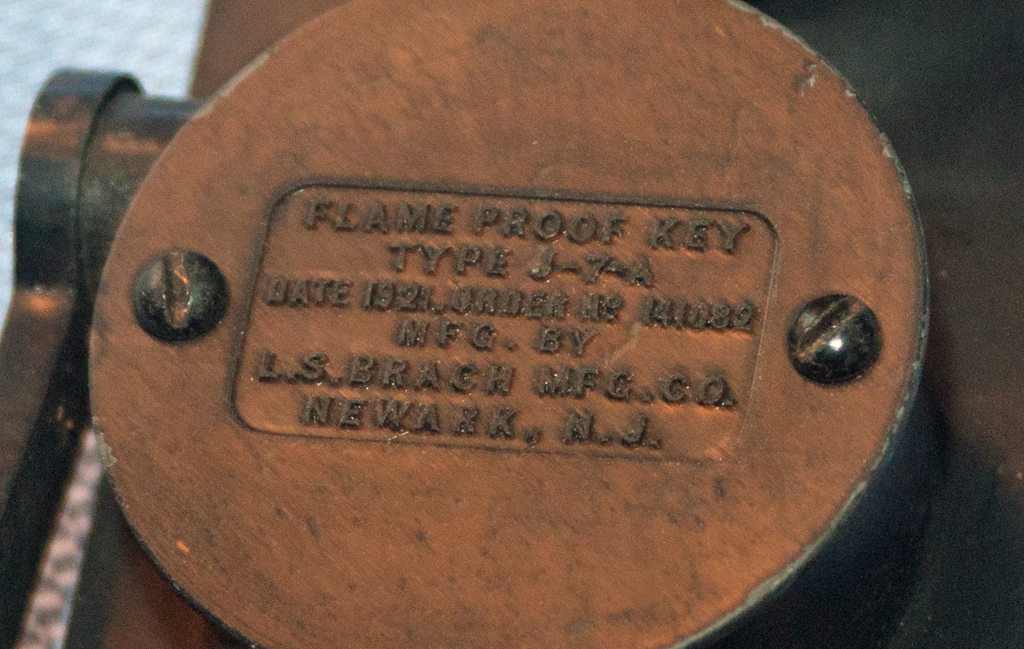 FLAME PROOF KEY
TYPE J-7-A
DATE 1921. ORDER Nº
MFG. BY
L.S. BRACH MFG. CO.
NEWARK, N.J.